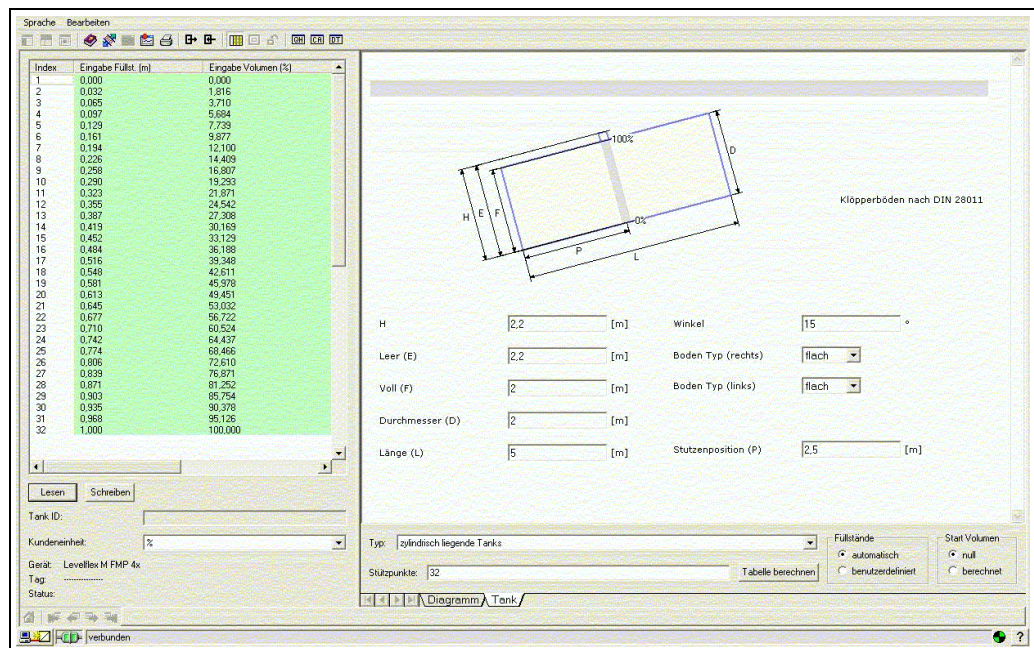 Sprache Bearbeiten
QH CA DT
Index Eingabe Füllst. (m) Eingabe Volumen (%)
1 0,000 0,000
2 0,032 1,816
3 0,065 3,710
4 0,097 5,684
5 0,129 7,739
6 0,161 9,877
7 0,194 12,100
8 0,226 14,409
9 0,258 16,807
10 0,290 19,293
11 0,323 21,871
12 0,355 24,542
13 0,387 27,308
14 0,419 30,169
15 0,452 33,129
16 0,484 36,188
17 0,516 39,348
18 0,548 42,611
19 0,581 45,978
20 0,613 49,451
21 0,645 53,032
22 0,677 56,722
23 0,710 60,524
24 0,742 64,437
25 0,774 68,466
26 0,806 72,610
27 0,839 76,871
28 0,871 81,252
29 0,903 85,754
30 0,935 90,378
31 0,968 95,126
32 1,000 100,000
Lesen Schreiben
Tank ID:
Kundeneinheit: %
Gerät: Levelflex M FMP 4x
Tag: ---------------
Status:
100%
D
H E F
0%
P
L
Klöpperböden nach DIN 28011
H 2,2 [m] Winkel 15 °
Leer (E) 2,2 [m] Boden Typ (rechts) flach
Voll (F) 2 [m] Boden Typ (links) flach
Durchmesser (D) 2 [m]
Länge (L) 5 [m] Stutzenposition (P) 2,5 [m]
Typ: zylindrisch liegende Tanks
Stützpunkte: 32 Tabelle berechnen
Füllstände
automatisch
benutzerdefiniert
Start Volumen
null
berechnet
Diagramm Tank
verbunden ?